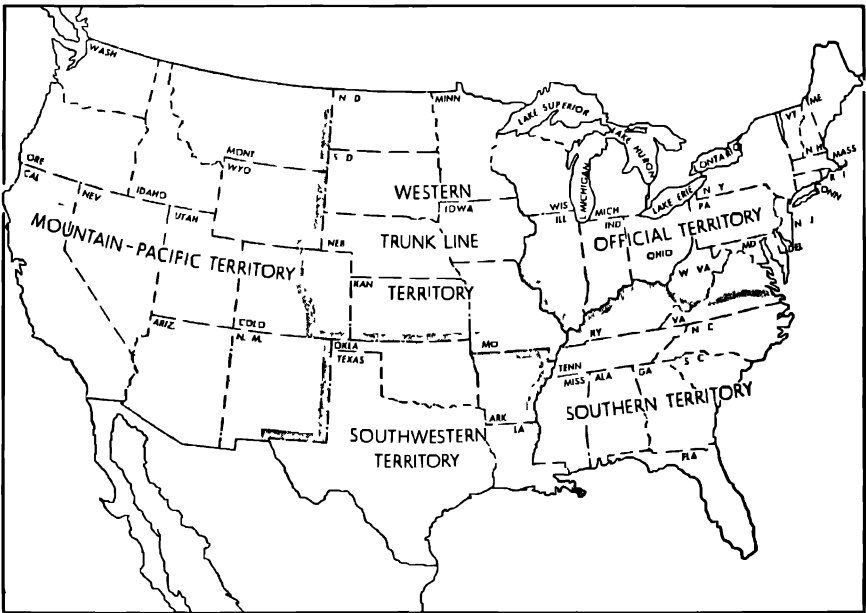 WASH
ORE
CAL
NEV
IDAHO
UTAH
MONT
WYO
N D
S D
MINN
NEB
KAN
COLO
N. M.
ARIZ.
OKLA
TEXAS
IOWA
MO
ARK
LA
WIS
ILL
MICH
IND
OHIO
KY
TENN
MISS
ALA
GA
FLA
S C
N C
VA
W VA
MD
DEL
N J
PA
N Y
CONN
R I
MASS
N H
VT
ME
LAKE SUPERIOR
LAKE HURON
MICHIGAN
LAKE ERIE
ONTARIO
MOUNTAIN-PACIFIC TERRITORY
WESTERN
TRUNK LINE
TERRITORY
OFFICIAL TERRITORY
SOUTHWESTERN
TERRITORY
SOUTHERN TERRITORY